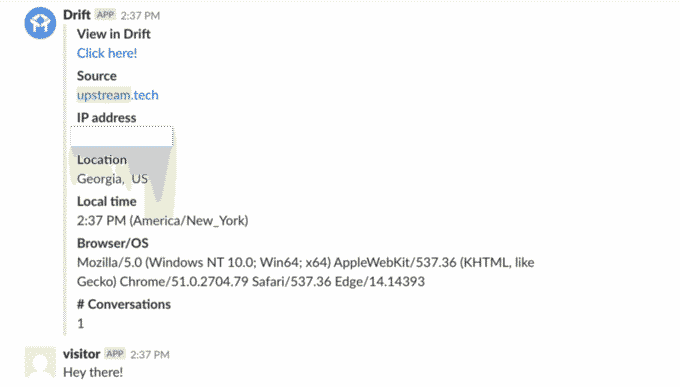 Drift APP 2:37 PM
View in Drift
Click here!
Source
upstream.tech
IP address
Location
Georgia, US
Local time
2:37 PM (America/New_York)
Browser/OS
Mozilla/5.0 (Windows NT 10.0; Win64; x64) AppleWebKit/537.36 (KHTML, like
Gecko) Chrome/51.0.2704.79 Safari/537.36 Edge/14.14393
# Conversations
1
visitor APP 2:37 PM
Hey there!